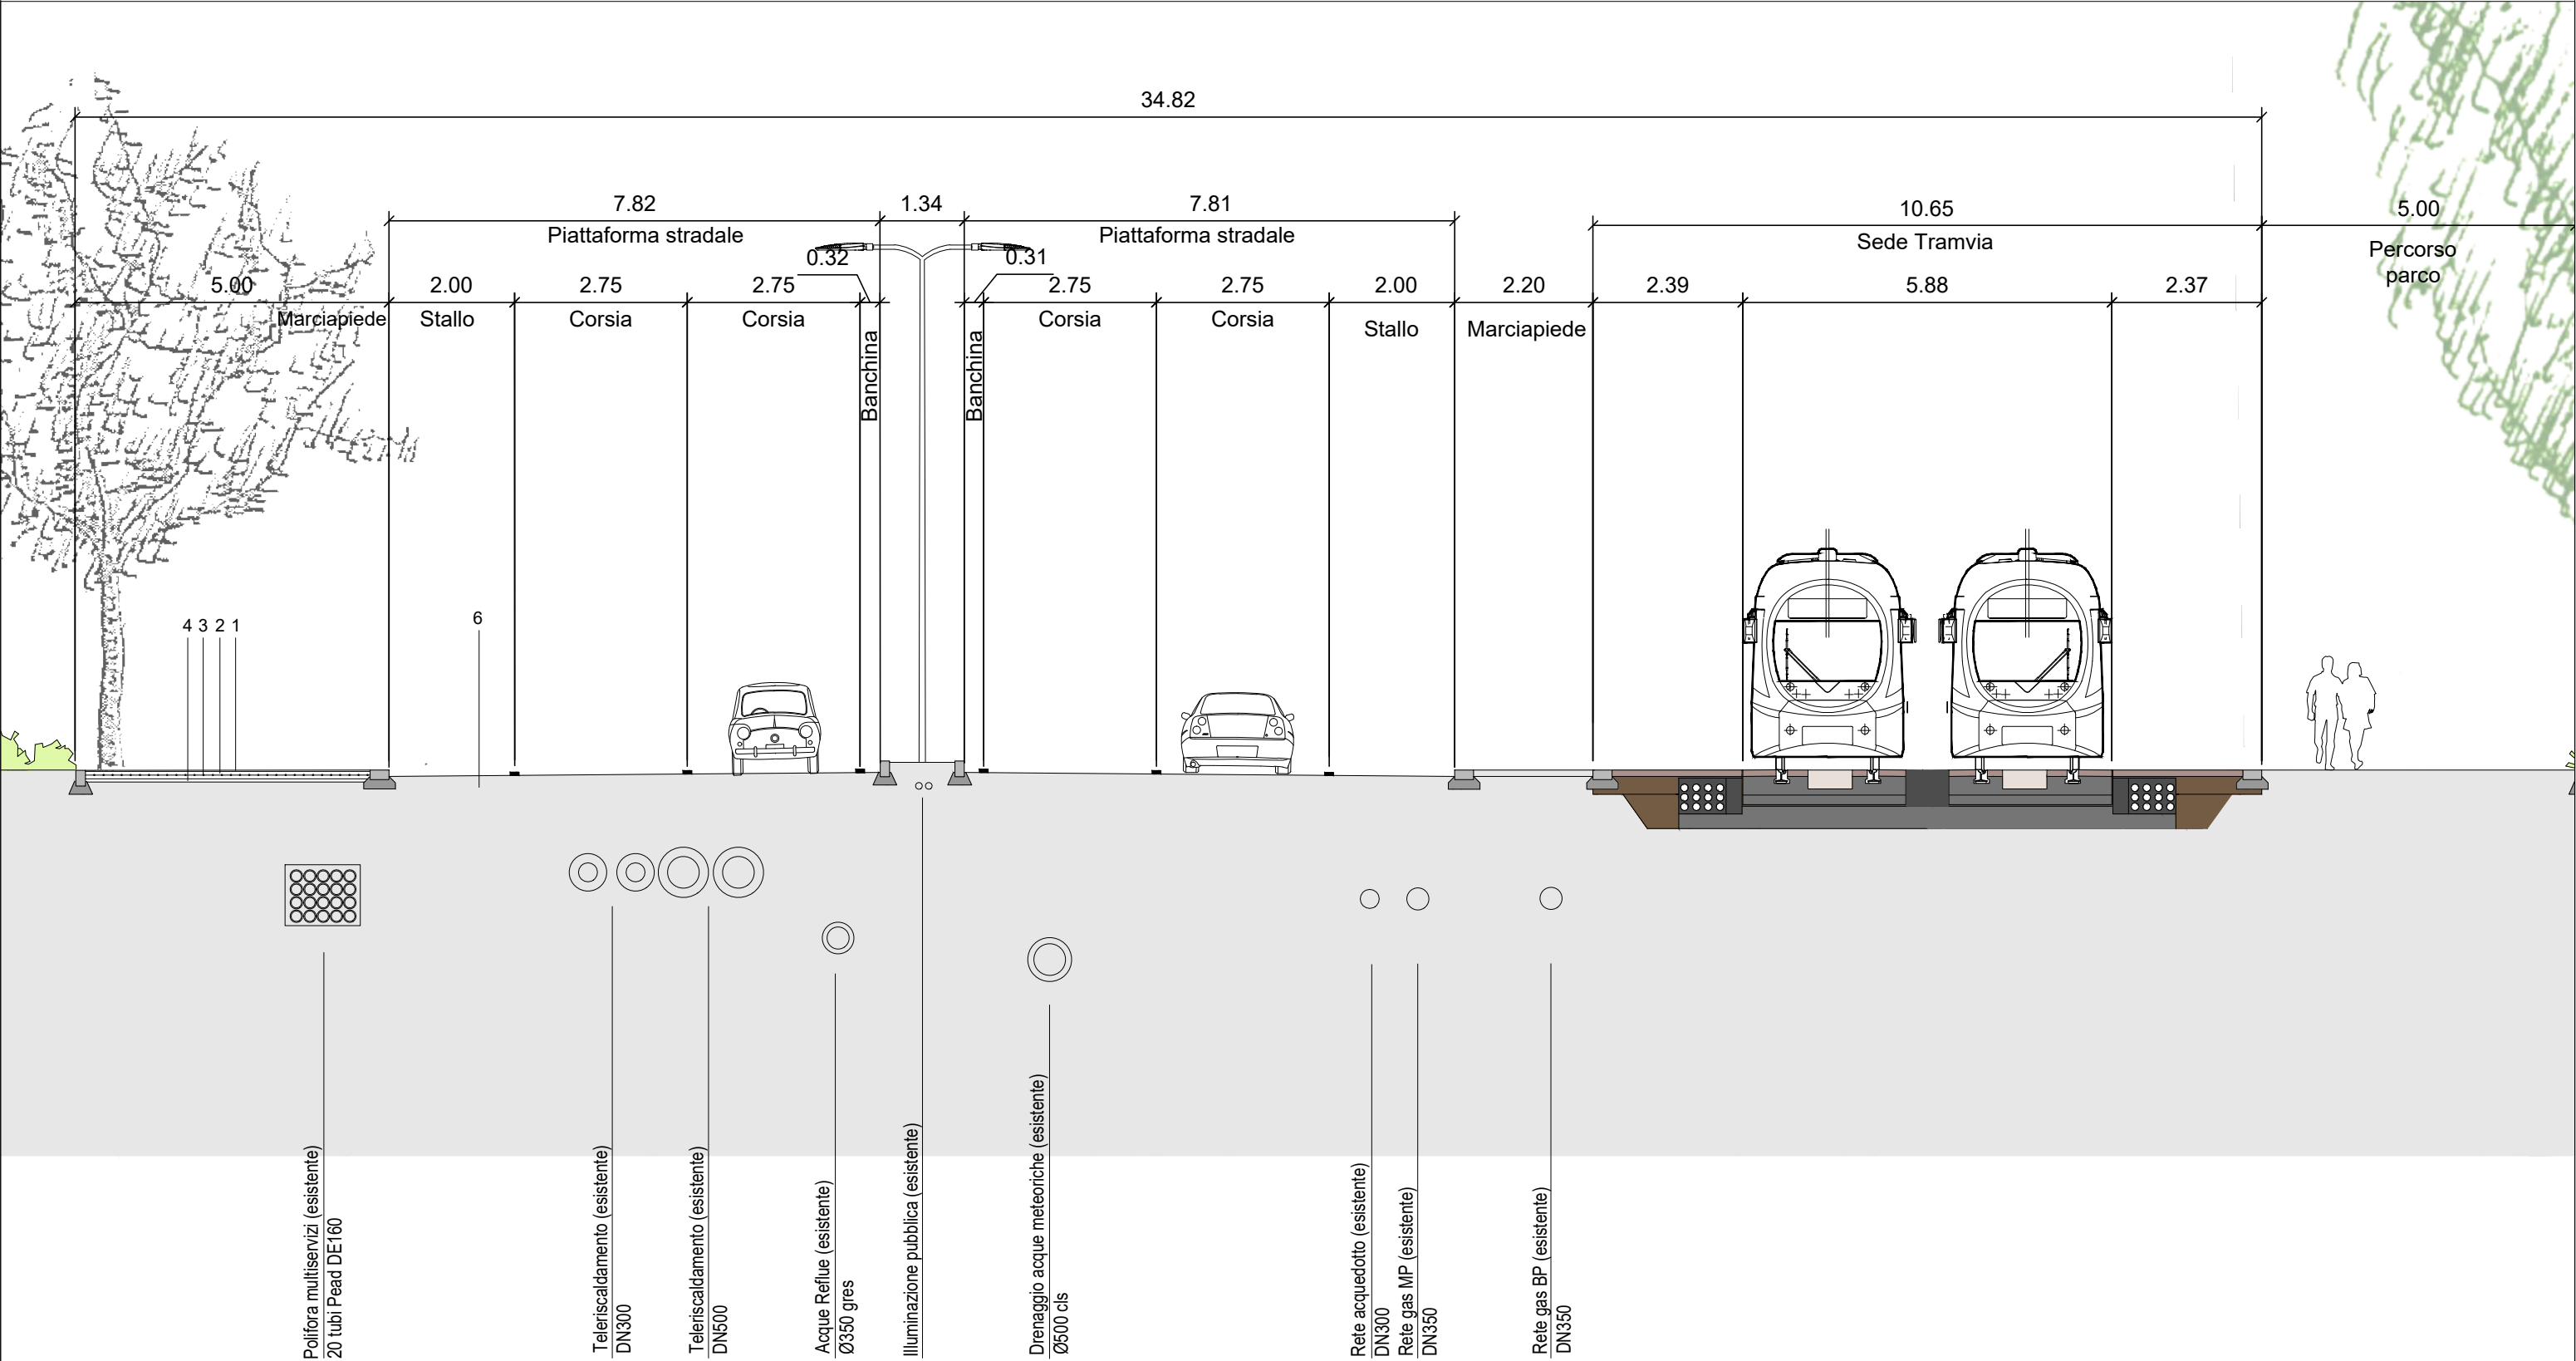 34.82
7.82
1.34
7.81
10.65
5.00
Piattaforma stradale
Piattaforma stradale
Sede Tramvia
Percorso
parco
0.32
0.31
5.00
2.00
2.75
2.75
2.75
2.75
2.00
2.20
2.39
5.88
2.37
Marciapiede
Stallo
Corsia
Corsia
Banchina
Banchina
Corsia
Corsia
Stallo
Marciapiede
4 3 2 1
6
Polifora multiservizi (esistente)
20 tubi Pead DE160
Teleriscaldamento (esistente)
DN300
Teleriscaldamento (esistente)
DN500
Acque Reflue (esistente)
Ø350 gres
Illuminazione pubblica (esistente)
Drenaggio acque meteoriche (esistente)
Ø500 cls
Rete acquedotto (esistente)
DN300
Rete gas MP (esistente)
DN350
Rete gas BP (esistente)
DN350